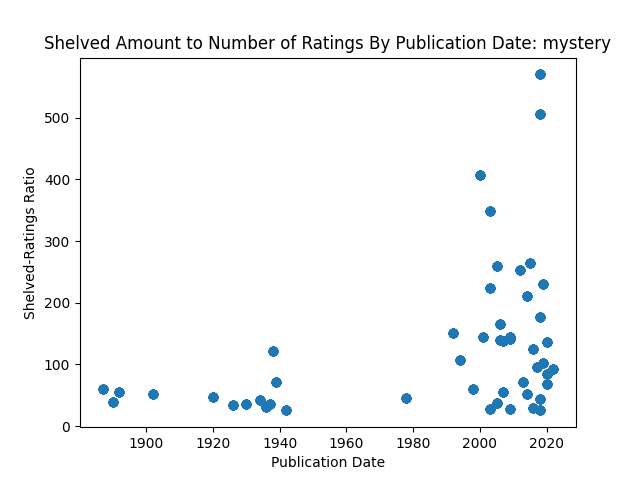 Shelved Amount to Number of Ratings By Publication Date: mystery
Shelved-Ratings Ratio
500
400
300
200
100
0
1900 1920 1940 1960 1980 2000 2020
Publication Date